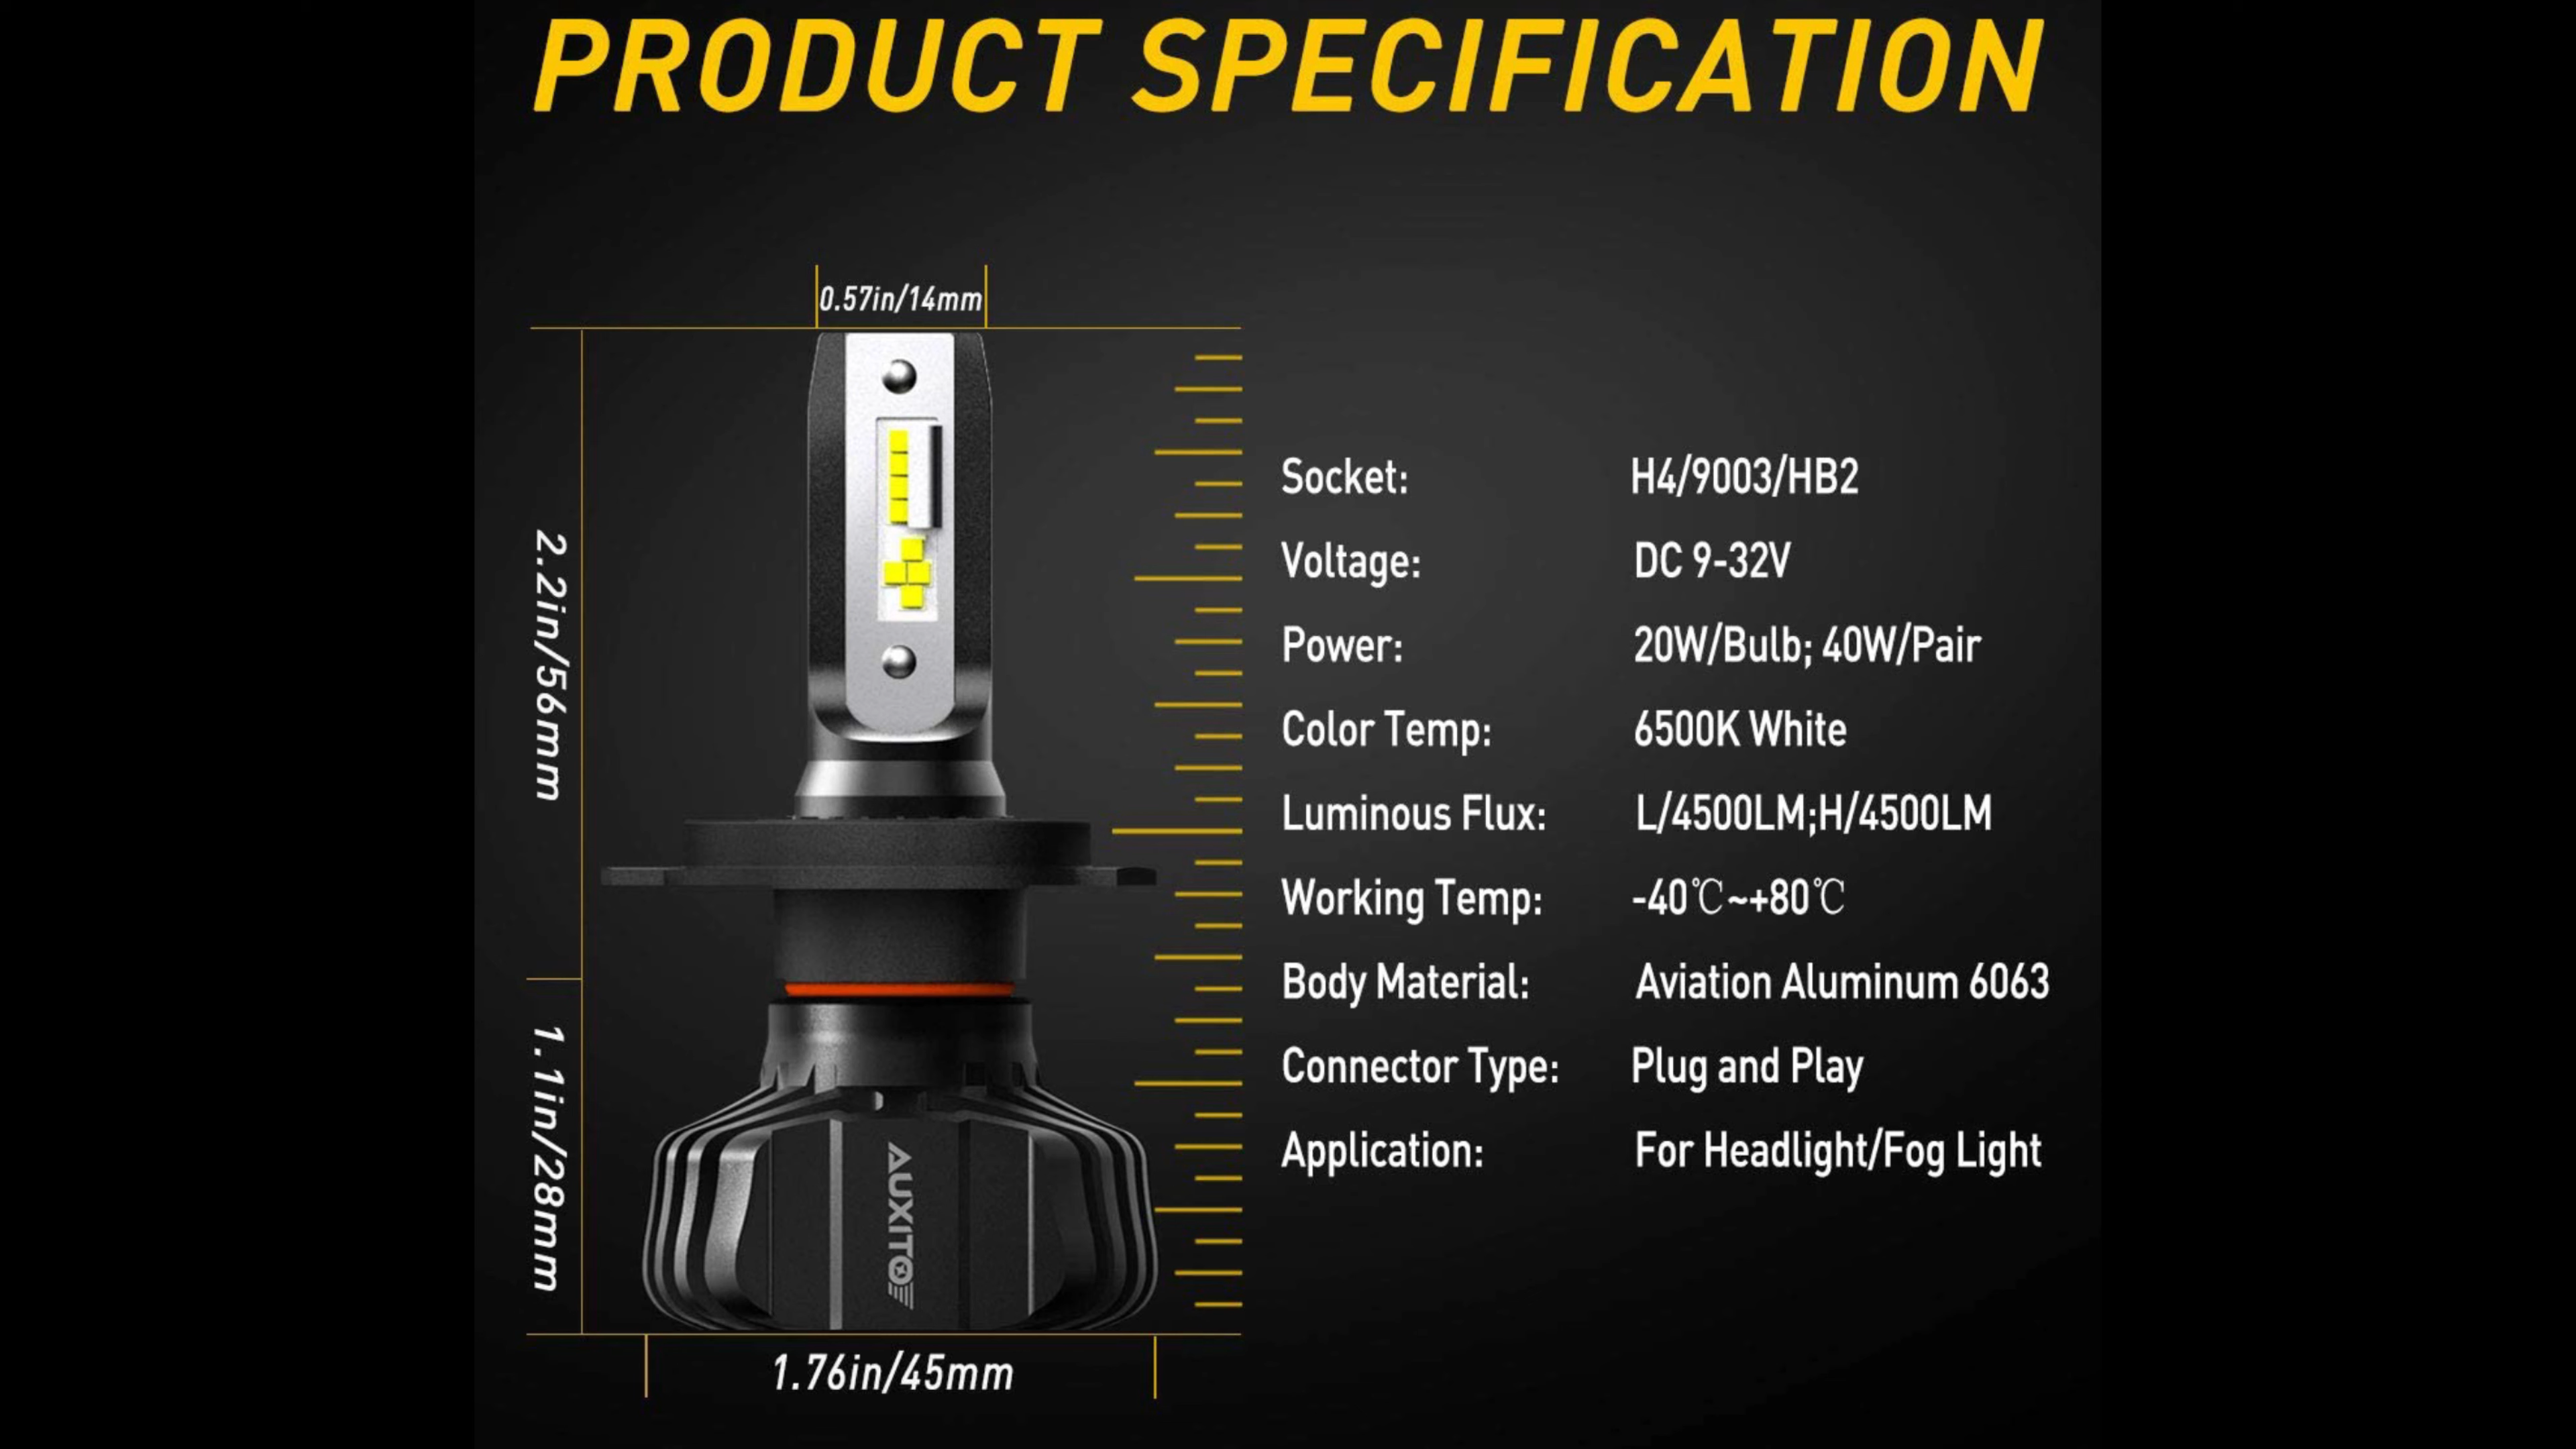 PRODUCT SPECIFICATION
0.57in/14mm
2.2in/56mm
1.1in/28mm
AUXITO
1.76in/45mm
Socket: H4/9003/HB2
Voltage: DC 9-32V
Power: 20W/Bulb; 40W/Pair
Color Temp: 6500K White
Luminous Flux: L/4500LM;H/4500LM
Working Temp: -40℃~+80℃
Body Material: Aviation Aluminum 6063
Connector Type: Plug and Play
Application: For Headlight/Fog Light